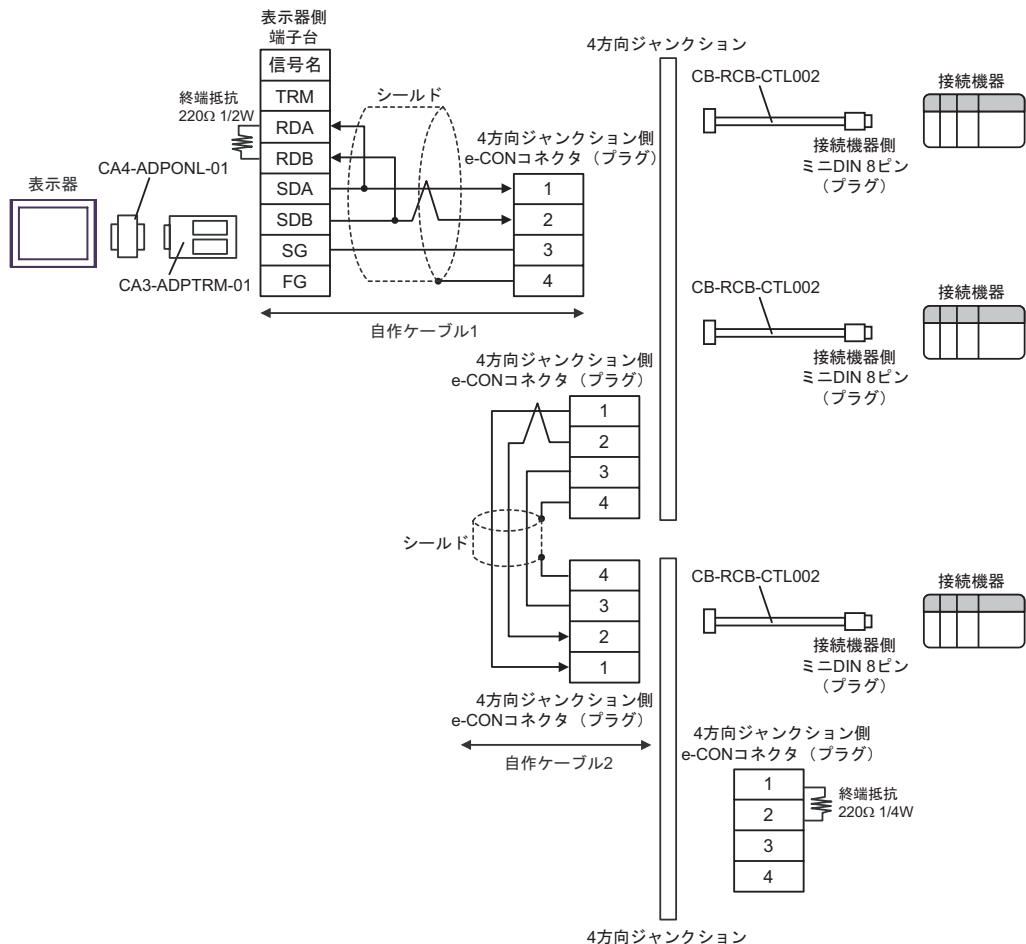 表示器側
端子台
信号名
TRM
RDA
RDB
SDA
SDB
SG
FG
終端抵抗
220Ω 1/2W
シールド
表示器
CA4-ADPONL-01
CA3-ADPTRM-01
4方向ジャンクション側
e-CONコネクタ（プラグ）
1
2
3
4
自作ケーブル1
4方向ジャンクション
CB-RCB-CTL002
接続機器側
ミニDIN 8ピン
（プラグ）
接続機器
CB-RCB-CTL002
接続機器側
ミニDIN 8ピン
（プラグ）
接続機器
4方向ジャンクション側
e-CONコネクタ（プラグ）
1
2
3
4
シールド
4
3
2
1
4方向ジャンクション側
e-CONコネクタ（プラグ）
自作ケーブル2
CB-RCB-CTL002
接続機器側
ミニDIN 8ピン
（プラグ）
接続機器
4方向ジャンクション側
e-CONコネクタ（プラグ）
1
2
3
4
終端抵抗
220Ω 1/4W
4方向ジャンクション